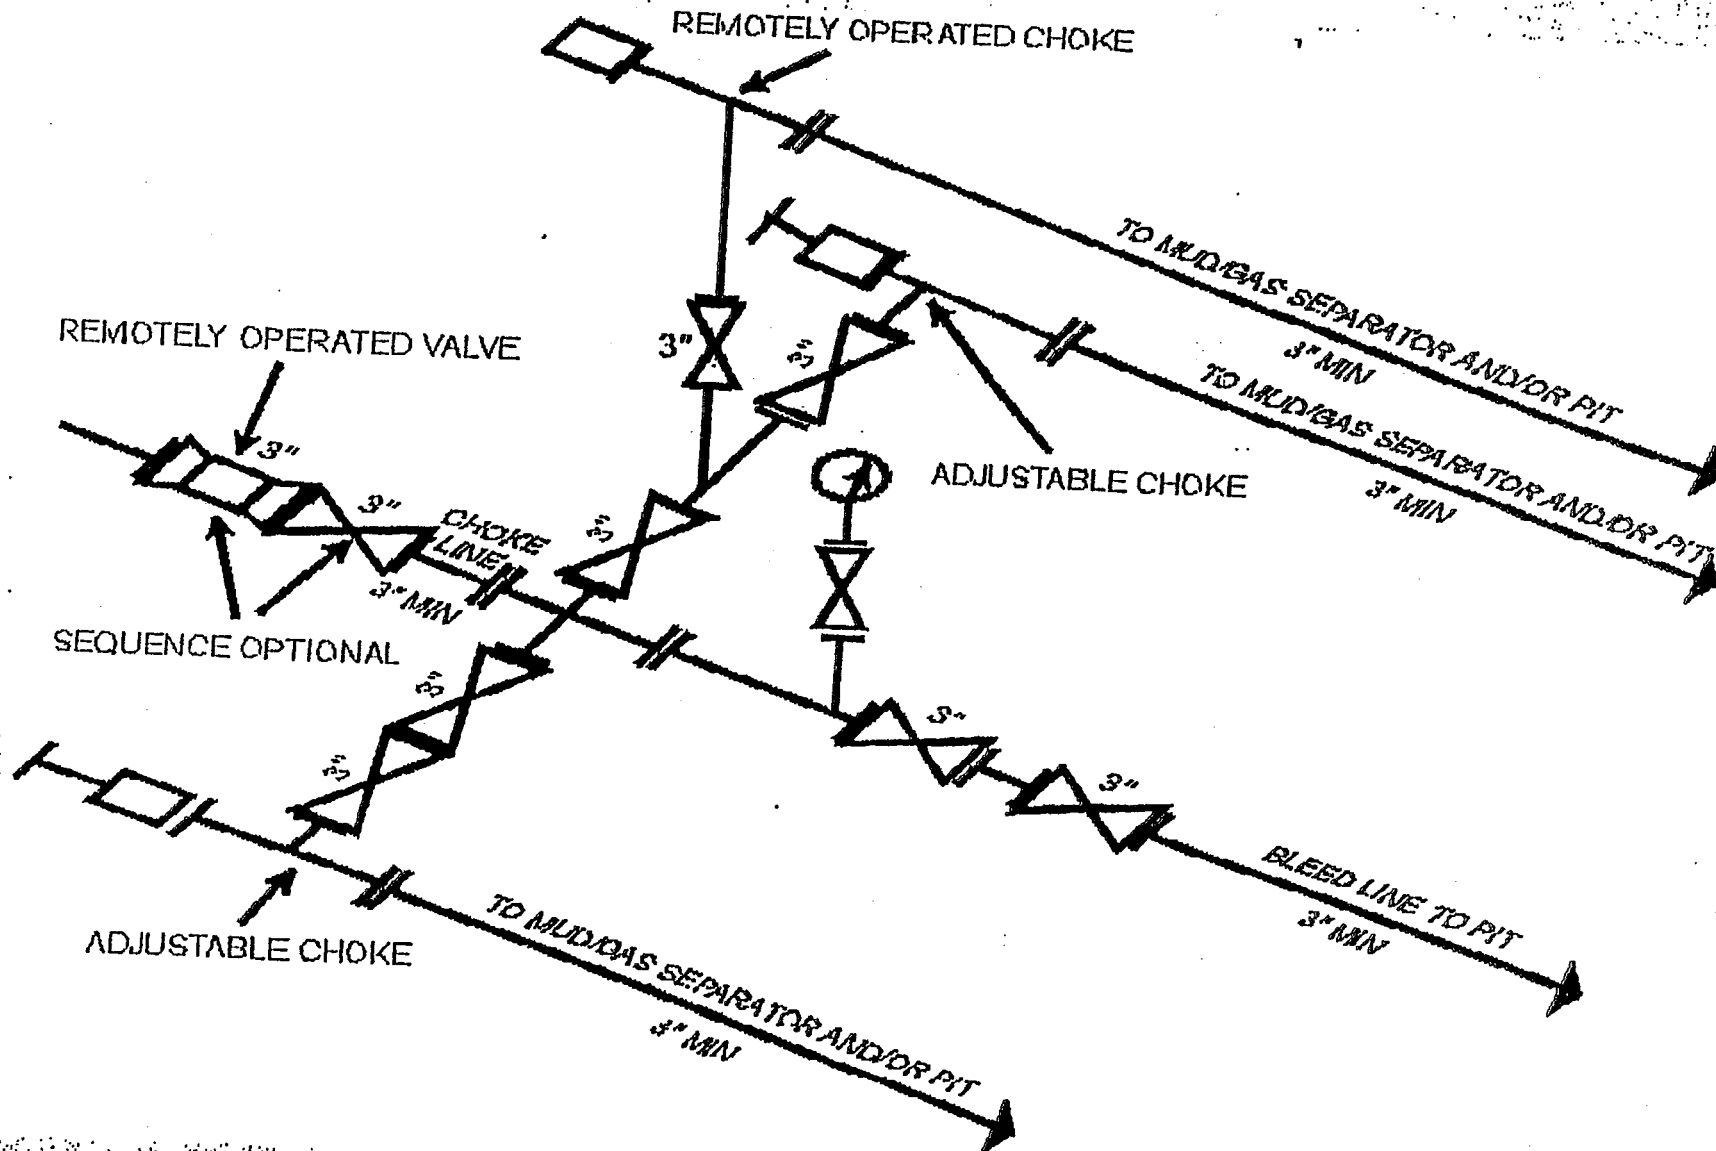 REMOTELY OPERATED CHOKE
TO MUD/GAS SEPARATOR AND/OR PIT
3" MIN
3"
3"
TO MUD/GAS SEPARATOR AND/OR PIT
3" MIN
REMOTELY OPERATED VALVE
ADJUSTABLE CHOKE
3"
3"
CHOKE
LINE
3" MIN
3"
SEQUENCE OPTIONAL
3"
3"
3"
3"
BLEED LINE TO PIT
3" MIN
ADJUSTABLE CHOKE
TO MUD/GAS SEPARATOR AND/OR PIT
3" MIN